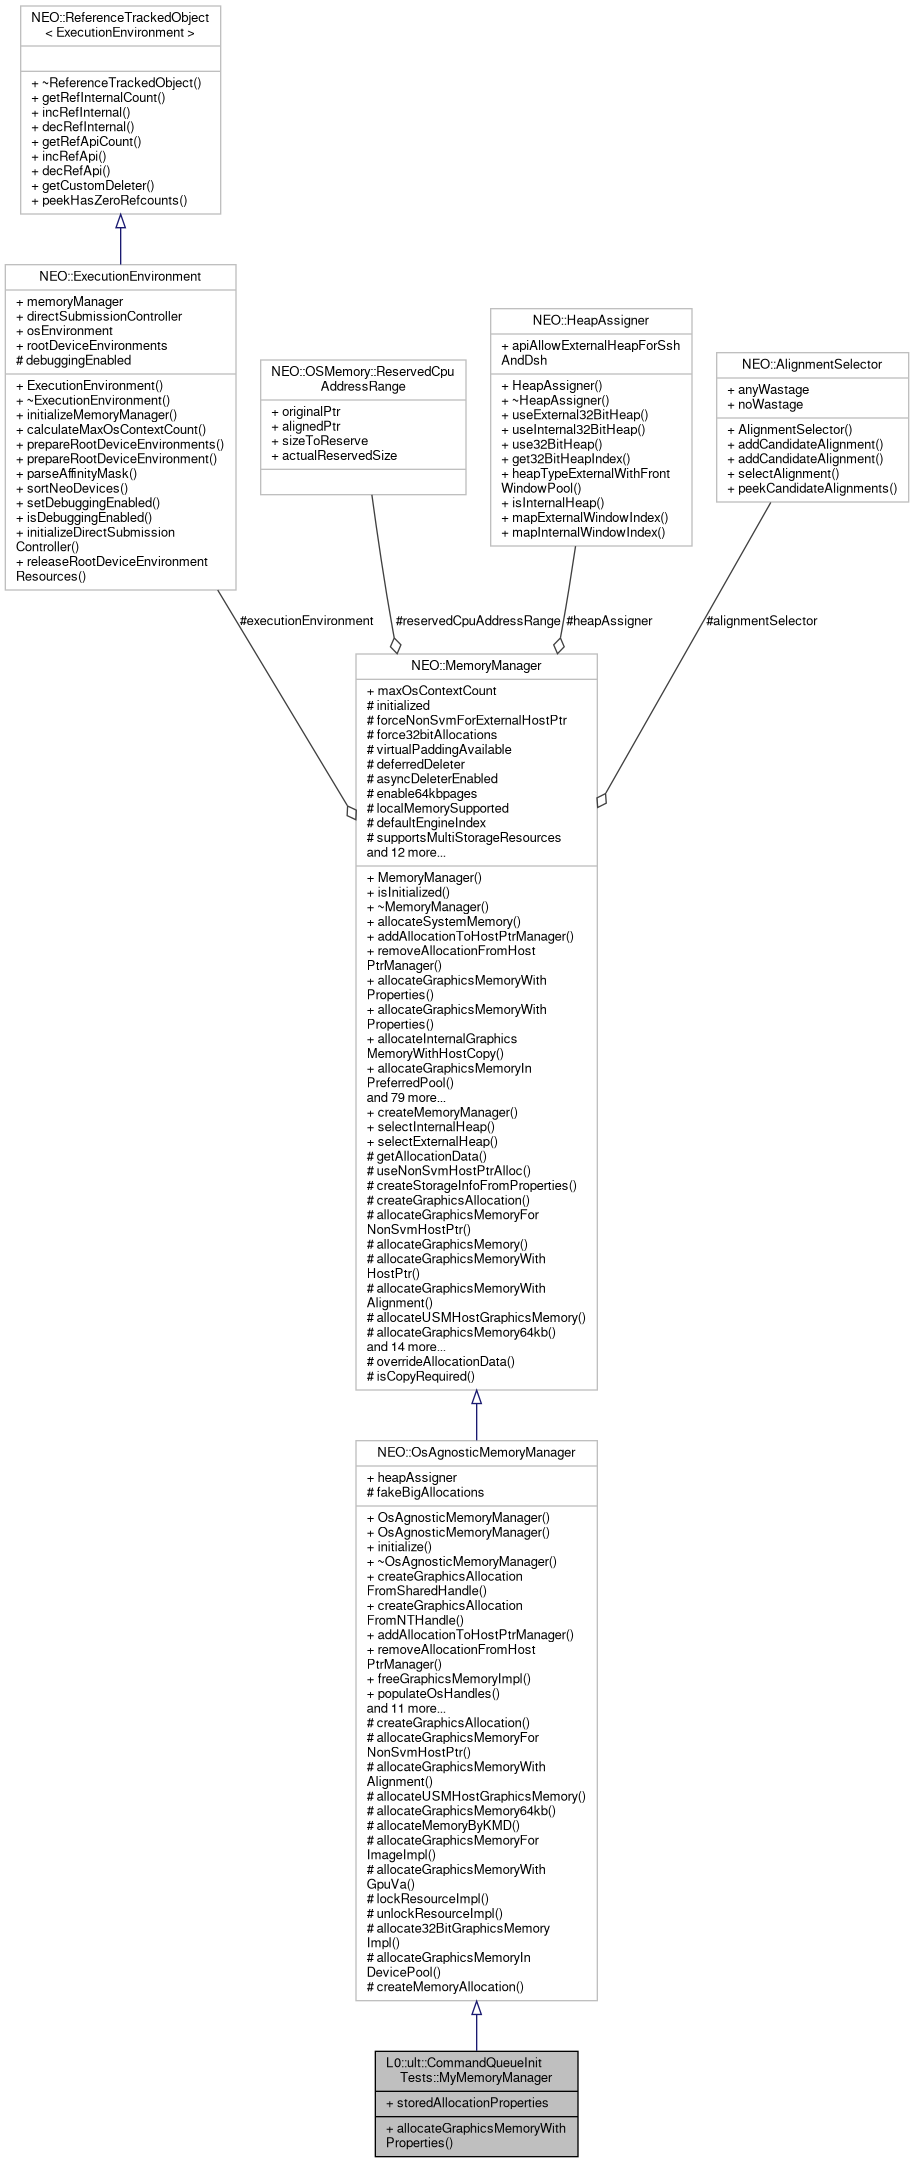 NEO::ReferenceTrackedObject
< ExecutionEnvironment >
+ ~ReferenceTrackedObject()
+ getRefInternalCount()
+ incRefInternal()
+ decRefInternal()
+ getRefApiCount()
+ incRefApi()
+ decRefApi()
+ getCustomDeleter()
+ peekHasZeroRefcounts()
NEO::ExecutionEnvironment
+ memoryManager
+ directSubmissionController
+ osEnvironment
+ rootDeviceEnvironments
# debuggingEnabled
+ ExecutionEnvironment()
+ ~ExecutionEnvironment()
+ initializeMemoryManager()
+ calculateMaxOsContextCount()
+ prepareRootDeviceEnvironments()
+ prepareRootDeviceEnvironment()
+ parseAffinityMask()
+ sortNeoDevices()
+ setDebuggingEnabled()
+ isDebuggingEnabled()
+ initializeDirectSubmission
Controller()
+ releaseRootDeviceEnvironment
Resources()
NEO::OSMemory::ReservedCpu
AddressRange
+ originalPtr
+ alignedPtr
+ sizeToReserve
+ actualReservedSize
NEO::HeapAssigner
+ apiAllowExternalHeapForSsh
AndDsh
+ HeapAssigner()
+ ~HeapAssigner()
+ useExternal32BitHeap()
+ useInternal32BitHeap()
+ use32BitHeap()
+ get32BitHeapIndex()
+ heapTypeExternalWithFront
WindowPool()
+ isInternalHeap()
+ mapExternalWindowIndex()
+ mapInternalWindowIndex()
NEO::AlignmentSelector
+ anyWastage
+ noWastage
+ AlignmentSelector()
+ addCandidateAlignment()
+ addCandidateAlignment()
+ selectAlignment()
+ peekCandidateAlignments()
#executionEnvironment
#reservedCpuAddressRange
#heapAssigner
#alignmentSelector
NEO::MemoryManager
+ maxOsContextCount
# initialized
# forceNonSvmForExternalHostPtr
# force32bitAllocations
# virtualPaddingAvailable
# deferredDeleter
# asyncDeleterEnabled
# enable64kbpages
# localMemorySupported
# defaultEngineIndex
# supportsMultiStorageResources
and 12 more...
+ MemoryManager()
+ isInitialized()
+ ~MemoryManager()
+ allocateSystemMemory()
+ addAllocationToHostPtrManager()
+ removeAllocationFromHost
PtrManager()
+ allocateGraphicsMemoryWith
Properties()
+ allocateGraphicsMemoryWith
Properties()
+ allocateInternalGraphics
MemoryWithHostCopy()
+ allocateGraphicsMemoryIn
PreferredPool()
and 79 more...
+ createMemoryManager()
+ selectInternalHeap()
+ selectExternalHeap()
# getAllocationData()
# useNonSvmHostPtrAlloc()
# createStorageInfoFromProperties()
# createGraphicsAllocation()
# allocateGraphicsMemoryFor
NonSvmHostPtr()
# allocateGraphicsMemory()
# allocateGraphicsMemoryWith
HostPtr()
# allocateGraphicsMemoryWith
Alignment()
# allocateUSMHostGraphicsMemory()
# allocateGraphicsMemory64kb()
and 14 more...
# overrideAllocationData()
# isCopyRequired()
NEO::OsAgnosticMemoryManager
+ heapAssigner
# fakeBigAllocations
+ OsAgnosticMemoryManager()
+ OsAgnosticMemoryManager()
+ initialize()
+ ~OsAgnosticMemoryManager()
+ createGraphicsAllocation
FromSharedHandle()
+ createGraphicsAllocation
FromNTHandle()
+ addAllocationToHostPtrManager()
+ removeAllocationFromHost
PtrManager()
+ freeGraphicsMemoryImpl()
+ populateOsHandles()
and 11 more...
# createGraphicsAllocation()
# allocateGraphicsMemoryFor
NonSvmHostPtr()
# allocateGraphicsMemoryWith
Alignment()
# allocateUSMHostGraphicsMemory()
# allocateGraphicsMemory64kb()
# allocateMemoryByKMD()
# allocateGraphicsMemoryFor
ImageImpl()
# allocateGraphicsMemoryWith
GpuVa()
# lockResourceImpl()
# unlockResourceImpl()
# allocate32BitGraphicsMemory
Impl()
# allocateGraphicsMemoryIn
DevicePool()
# createMemoryAllocation()
L0::ult::CommandQueueInit
Tests::MyMemoryManager
+ storedAllocationProperties
+ allocateGraphicsMemoryWith
Properties()